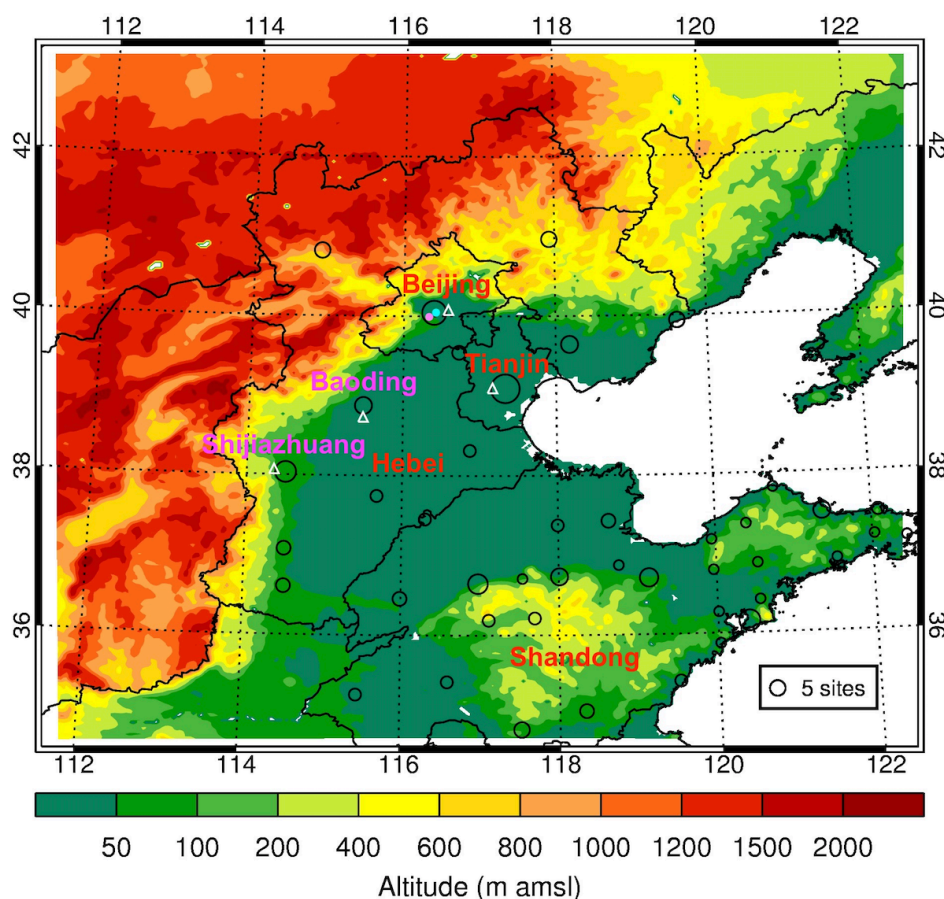 112 114 116 118 120 122
42 42
Beijing
40 40
Tianjin
Baoding
Shijiazhuang
Hebei
38 38
36 36
Shandong
5 sites
112 114 116 118 120 122
50 100 200 400 600 800 1000 1200 1500 2000
Altitude (m amsl)